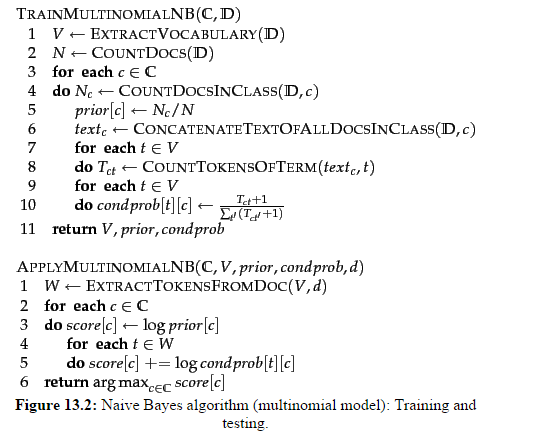 TRAINMULTINOMIALNB(ℂ, 𝔻)
1 V ← EXTRACTVOCABULARY(𝔻)
2 N ← COUNTDOCS(𝔻)
3 for each c ∈ ℂ
4 do N_c ← COUNTDOCSINCLASS(𝔻, c)
5 prior[c] ← N_c/N
6 text_c ← CONCATENATETEXTOFALLDOCSINCLASS(𝔻, c)
7 for each t ∈ V
8 do T_ct ← COUNTTOKENSOFTERM(text_c, t)
9 for each t ∈ V
10 do condprob[t][c] ← (T_ct+1)/(∑_t′(T_ct′+1))
11 return V, prior, condprob
APPLYMULTINOMIALNB(ℂ, V, prior, condprob, d)
1 W ← EXTRACTTOKENSFROMDOC(V, d)
2 for each c ∈ ℂ
3 do score[c] ← log prior[c]
4 for each t ∈ W
5 do score[c] += log condprob[t][c]
6 return arg max_c∈ℂ score[c]
Figure 13.2: Naive Bayes algorithm (multinomial model): Training and
testing.